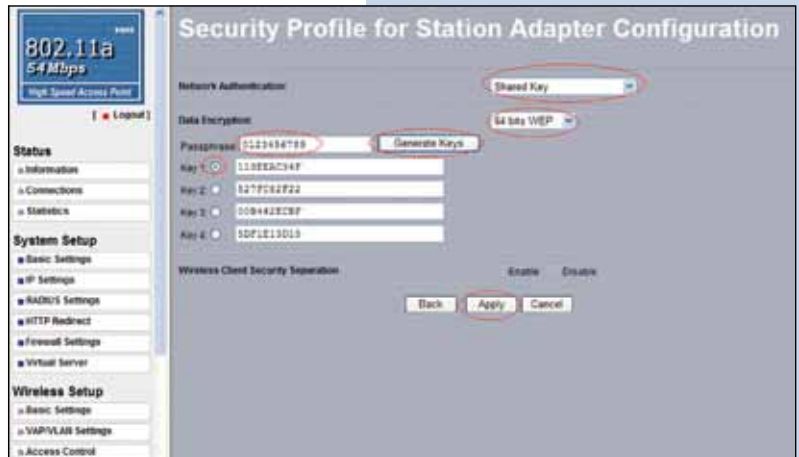 802.11a
54Mbps
High Speed Access Point
[ Logout]
Status
Information
Connections
Statistics
System Setup
Basic Settings
IP Settings
RADIUS Settings
HTTP Redirect
Firewall Settings
Virtual Server
Wireless Setup
Basic Settings
VAP/VLAN Settings
Access Control
Security Profile for Station Adapter Configuration
Network Authentication Shared Key
Data Encryption 64 bits WEP
Passphrase 0123456789 Generate Keys
Key 1:
Key 2:
Key 3:
Key 4:
Wireless Client Security Separation Enable Disable
Back Apply Cancel